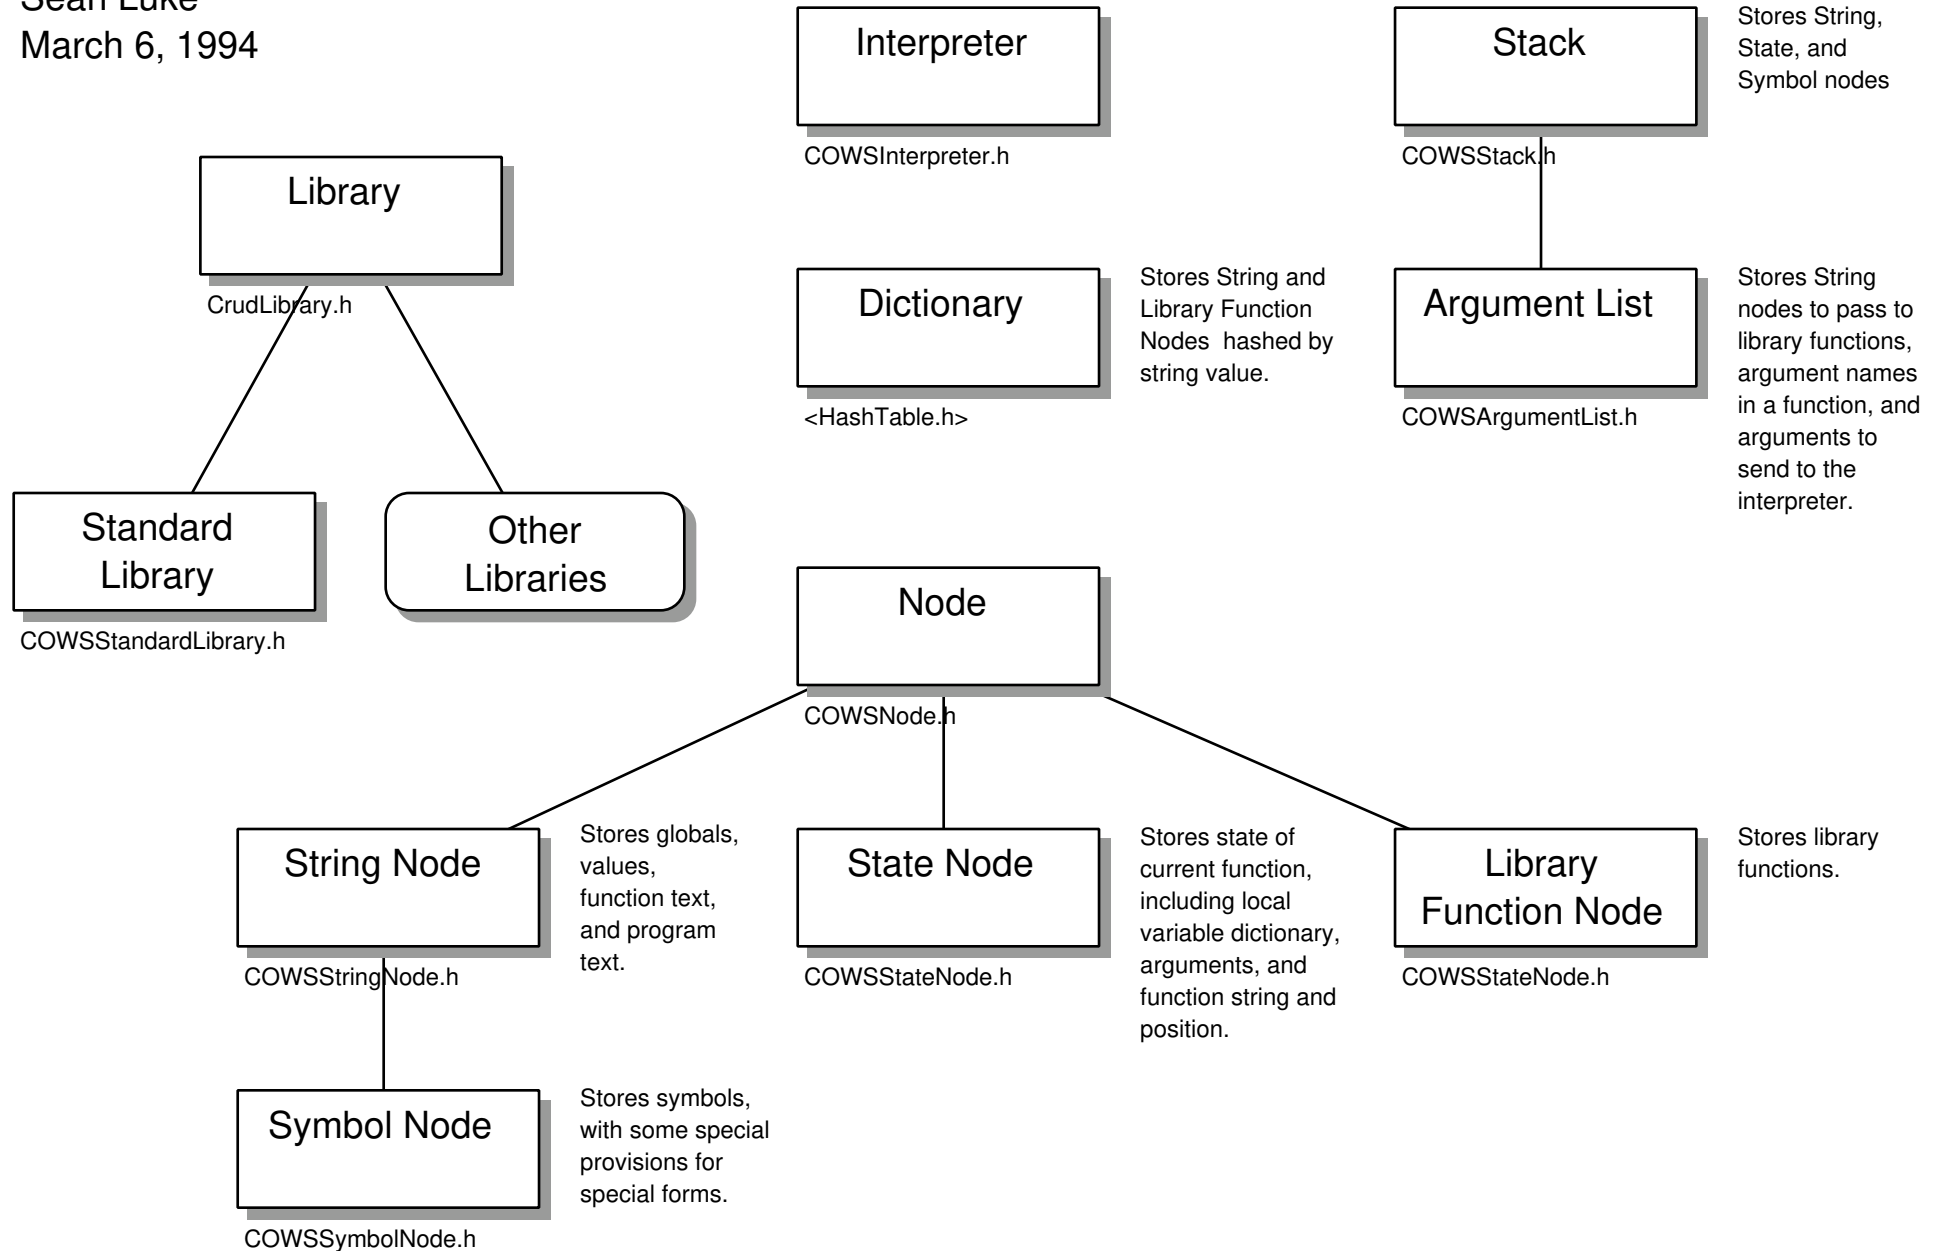 Sean Luke
March 6, 1994
Interpreter
COWSInterpreter.h
Stack
COWSStack.h
Stores String,
State, and
Symbol nodes
Library
CrudLibrary.h
Dictionary
<HashTable.h>
Stores String and
Library Function
Nodes  hashed by
string value.
Argument List
COWSArgumentList.h
Stores String
nodes to pass to
library functions,
argument names
in a function, and
arguments to
send to the
interpreter.
Standard
Library
COWSStandardLibrary.h
Other
Libraries
Node
COWSNode.h
String Node
COWSStringNode.h
Stores globals,
values,
function text,
and program
text.
State Node
COWSStateNode.h
Stores state of
current function,
including local
variable dictionary,
arguments, and
function string and
position.
Library
Function Node
COWSStateNode.h
Stores library
functions.
Symbol Node
COWSSymbolNode.h
Stores symbols,
with some special
provisions for
special forms.